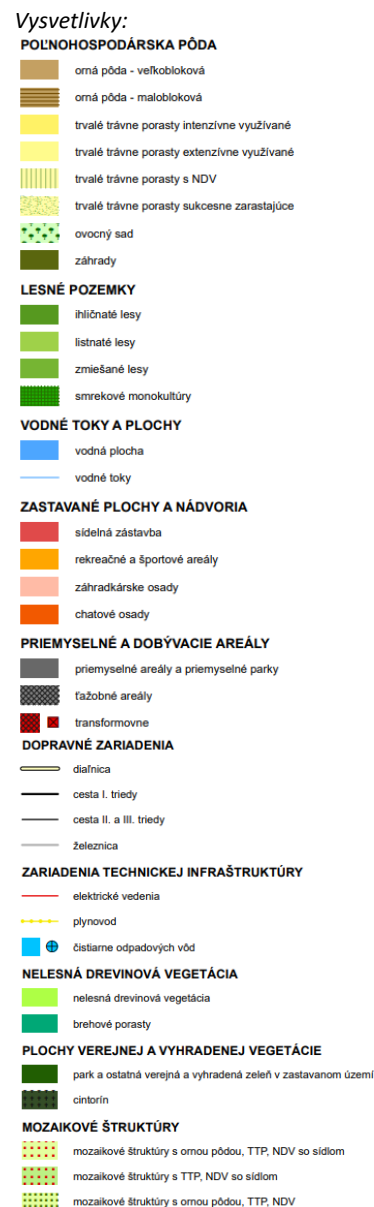 Vysvetlivky:
POĽNOHOSPODÁRSKA PÔDA
orná pôda - veľkobloková
orná pôda - malobloková
trvalé trávne porasty intenzívne využívané
trvalé trávne porasty extenzívne využívané
trvalé trávne porasty s NDV
trvalé trávne porasty sukcesne zarastajúce
ovocný sad
záhrady
LESNÉ POZEMKY
ihličnaté lesy
listnaté lesy
zmiešané lesy
smrekové monokultúry
VODNÉ TOKY A PLOCHY
vodná plocha
vodné toky
ZASTAVANÉ PLOCHY A NÁDVORIA
sídelná zástavba
rekreačné a športové areály
záhradkárske osady
chatové osady
PRIEMYSELNÉ A DOBÝVACIE AREÁLY
priemyselné areály a priemyselné parky
ťažobné areály
transformovne
DOPRAVNÉ ZARIADENIA
diaľnica
cesta I. triedy
cesta II. a III. triedy
železnica
ZARIADENIA TECHNICKEJ INFRAŠTRUKTÚRY
elektrické vedenia
plynovod
čistiarne odpadových vôd
NELESNÁ DREVINOVÁ VEGETÁCIA
nelesná drevinová vegetácia
brehové porasty
PLOCHY VEREJNEJ A VYHRADENEJ VEGETÁCIE
park a ostatná verejná a vyhradená zeleň v zastavanom území
cintorín
MOZAIKOVÉ ŠTRUKTÚRY
mozaikové štruktúry s ornou pôdou, TTP, NDV so sídlom
mozaikové štruktúry s TTP, NDV so sídlom
mozaikové štruktúry s ornou pôdou, TTP, NDV